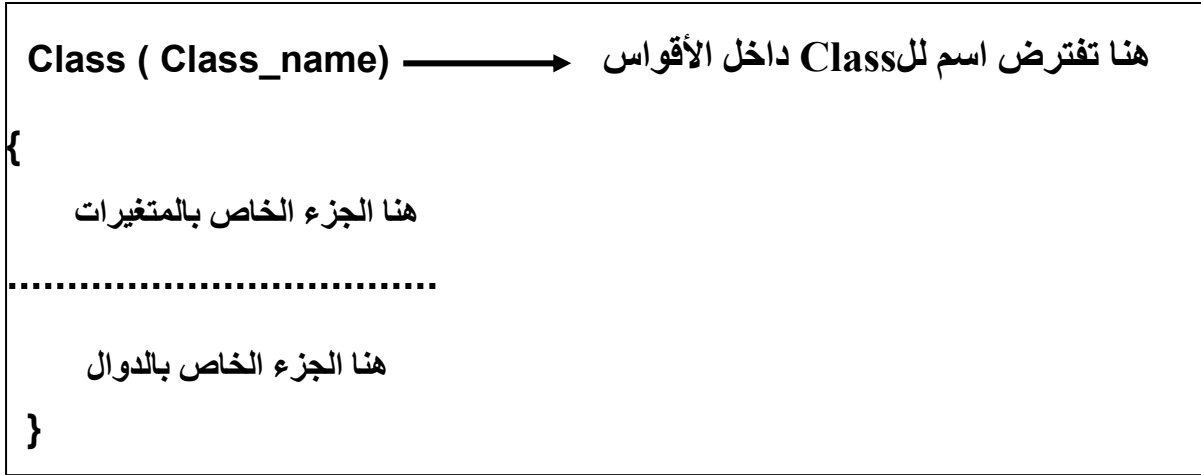 Class ( Class_name) هنا تفترض اسم للClass داخل الأقواس
{
هنا الجزء الخاص بالمتغيرات
....................................
هنا الجزء الخاص بالدوال
}